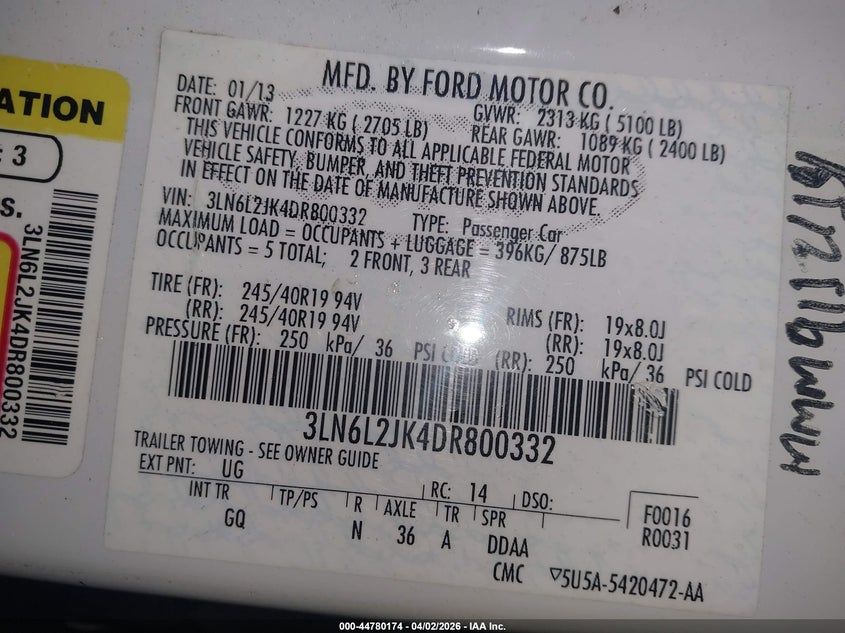 ATION
: 3
S.
3LN6L2JK4DR800332
MFD. BY FORD MOTOR CO.
DATE: 01/13 GVWR: 2313 KG ( 5100 LB)
FRONT GAWR: 1227 KG ( 2705 LB) REAR GAWR: 1089 KG ( 2400 LB)
THIS VEHICLE CONFORMS TO ALL APPLICABLE FEDERAL MOTOR
VEHICLE SAFETY, BUMPER, AND THEFT PREVENTION STANDARDS
IN EFFECT ON THE DATE OF MANUFACTURE SHOWN ABOVE.
VIN: 3LN6L2JK4DR800332 TYPE: Passenger Car
MAXIMUM LOAD = OCCUPANTS + LUGGAGE = 396KG/ 875LB
OCCUPANTS = 5 TOTAL; 2 FRONT, 3 REAR
TIRE (FR): 245/40R19 94V RIMS (FR): 19x8.0J
(RR): 245/40R19 94V (RR): 19x8.0J
PRESSURE (FR): 250 kPa/ 36 PSI COLD (RR): 250 kPa/ 36 PSI COLD
3LN6L2JK4DR800332
TRAILER TOWING - SEE OWNER GUIDE
EXT PNT: UG RC: 14 DSO: F0016
INT TR TP/PS R AXLE TR SPR R0031
GQ N 36 A DDAA
CMC ▽5U5A-5420472-AA
000-44780174 - 04/02/2026 - IAA Inc.